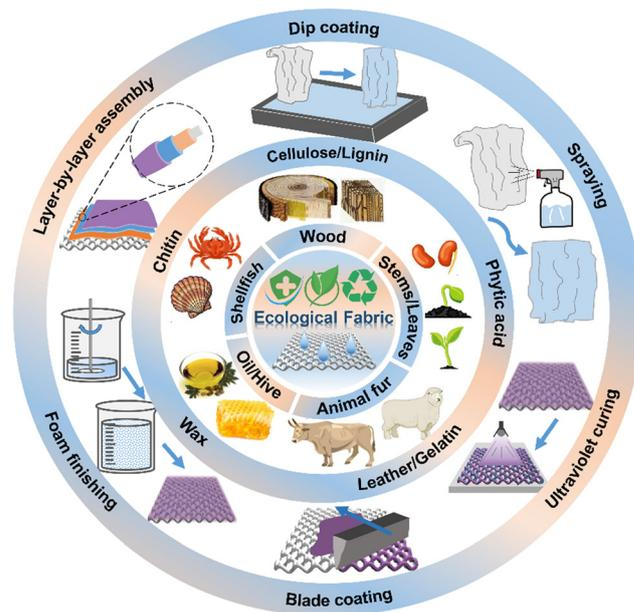 Dip coating
Layer-by-layer assembly
Spraying
Cellulose/Lignin
Chitin
Phytic acid
Wood
Shellfish
Stems/Leaves
Ecological Fabric
Oil/Hive
Animal fur
Wax
Leather/Gelatin
Foam finishing
Ultraviolet curing
Blade coating